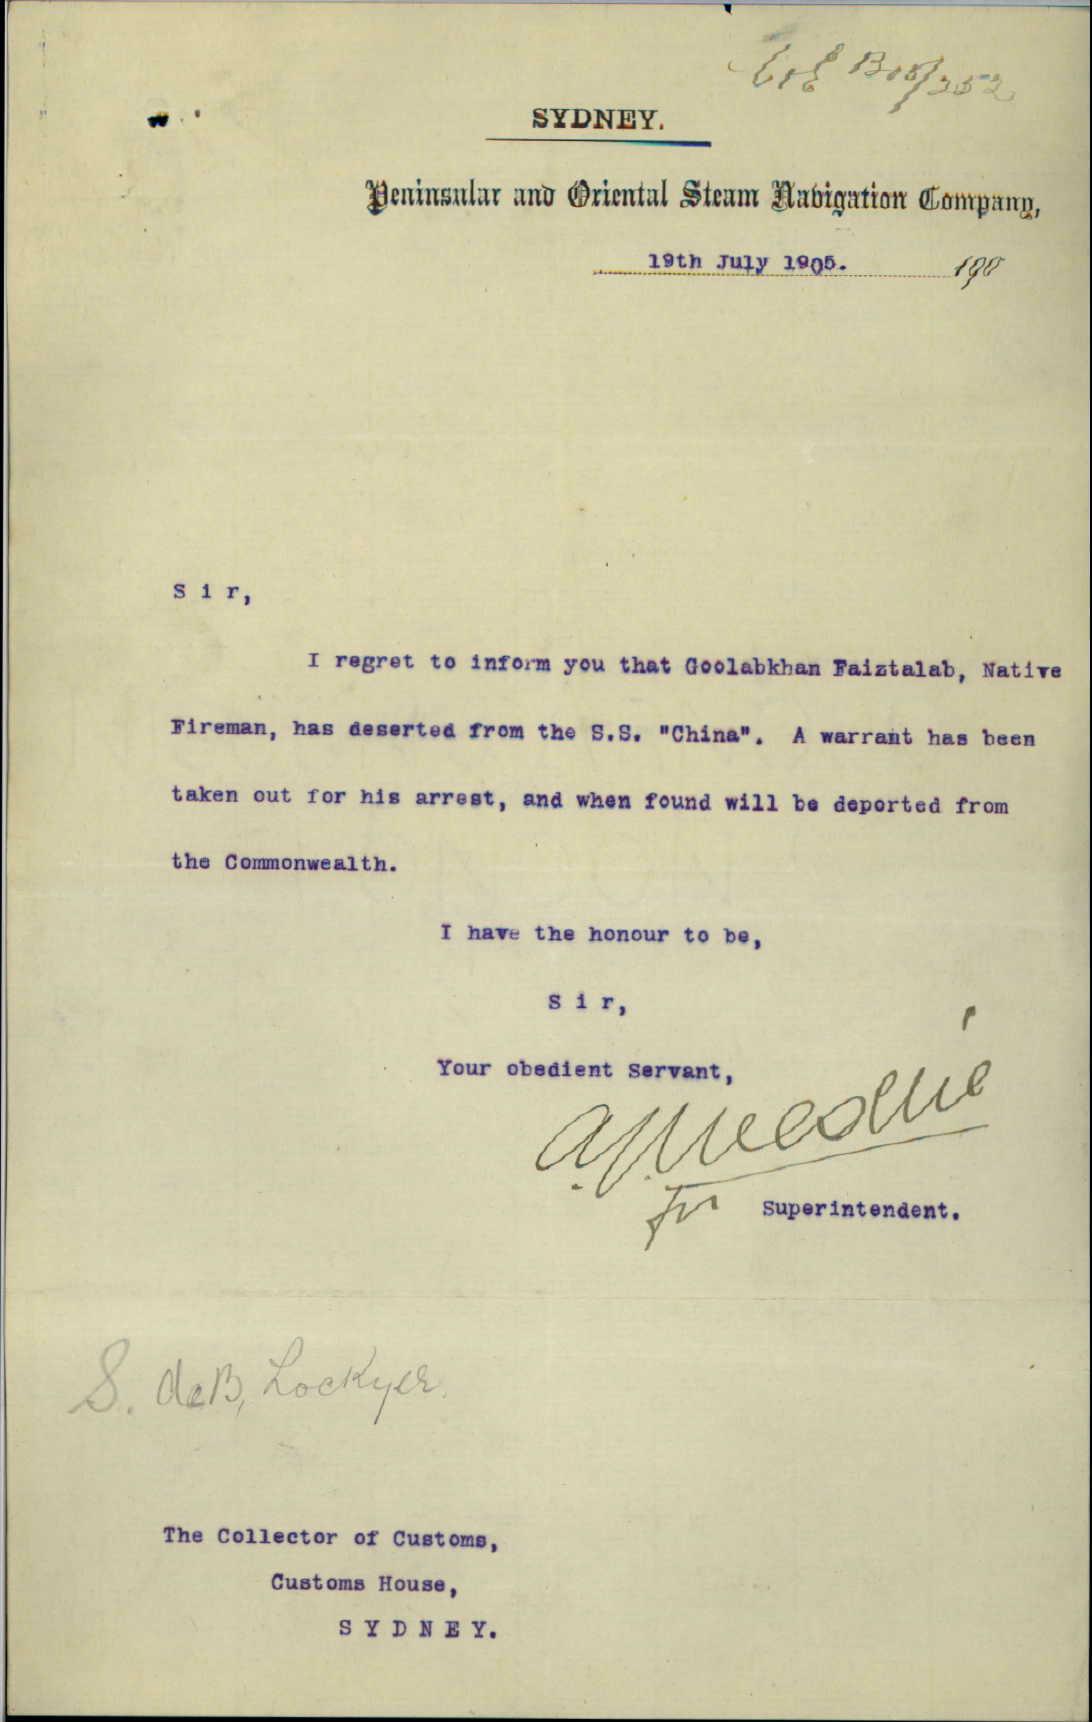 C&E B05/252
SYDNEY.
Peninsular and Oriental Steam Navigation Company,
19th July 1905. 190
S i r,
I regret to inform you that Goolabkhan Faiztalab, Native
Fireman, has deserted from the S.S. "China". A warrant has been
taken out for his arrest, and when found will be deported from
the Commonwealth.
I have the honour to be,
S i r,
Your obedient Servant,
for Superintendent.
S. deB. Lockyer.
The Collector of Customs,
Customs House,
S Y D N E Y.